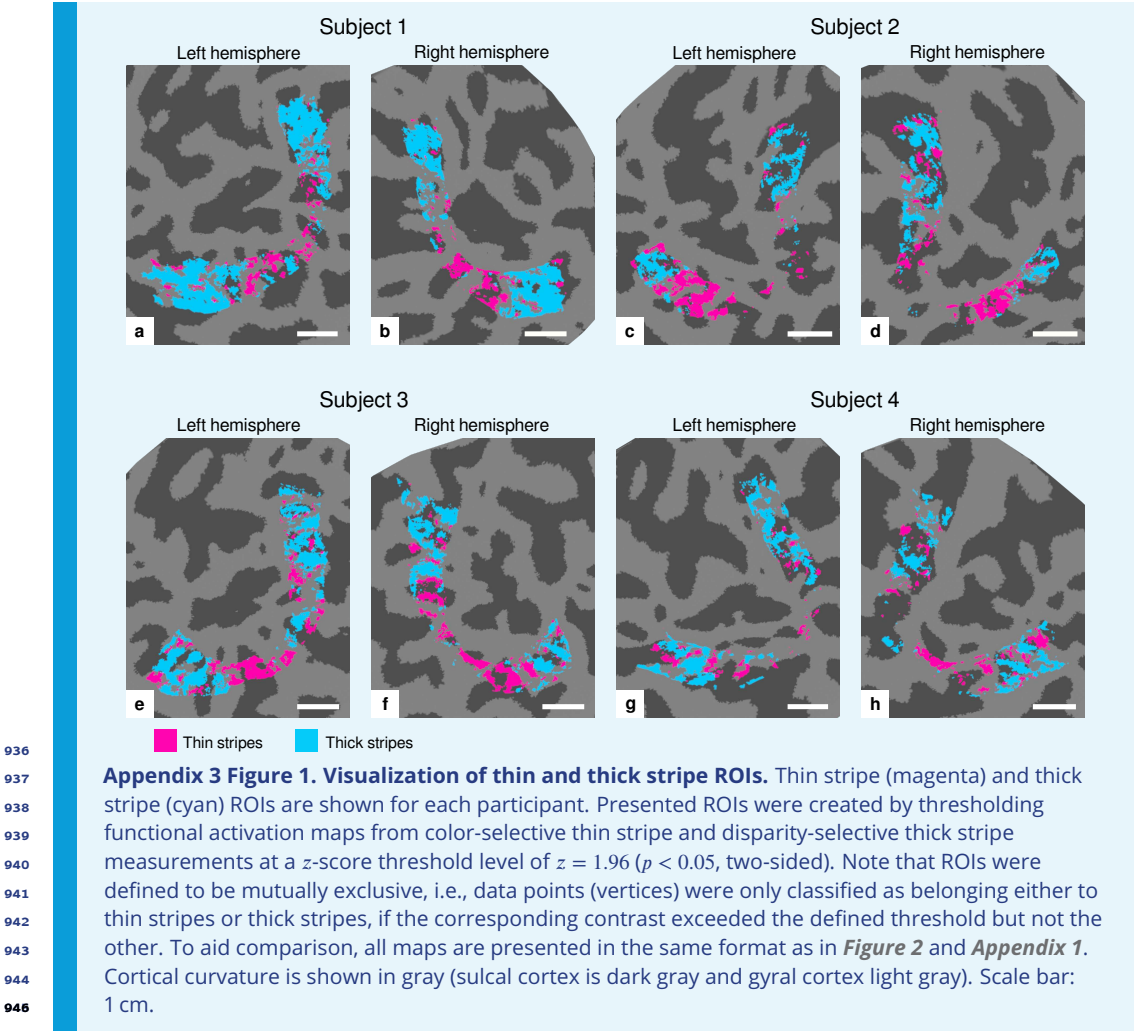 Subject 1
Subject 2
Left hemisphere
Right hemisphere
Left hemisphere
Right hemisphere
a
b
c
d
Subject 3
Subject 4
Left hemisphere
Right hemisphere
Left hemisphere
Right hemisphere
e
f
g
h
Thin stripes
Thick stripes
936
937 Appendix 3 Figure 1. Visualization of thin and thick stripe ROIs. Thin stripe (magenta) and thick
938 stripe (cyan) ROIs are shown for each participant. Presented ROIs were created by thresholding
939 functional activation maps from color-selective thin stripe and disparity-selective thick stripe
940 measurements at a z-score threshold level of z = 1.96 (p < 0.05, two-sided). Note that ROIs were
941 defined to be mutually exclusive, i.e., data points (vertices) were only classified as belonging either to
942 thin stripes or thick stripes, if the corresponding contrast exceeded the defined threshold but not the
943 other. To aid comparison, all maps are presented in the same format as in Figure 2 and Appendix 1.
944 Cortical curvature is shown in gray (sulcal cortex is dark gray and gyral cortex light gray). Scale bar:
946 1 cm.